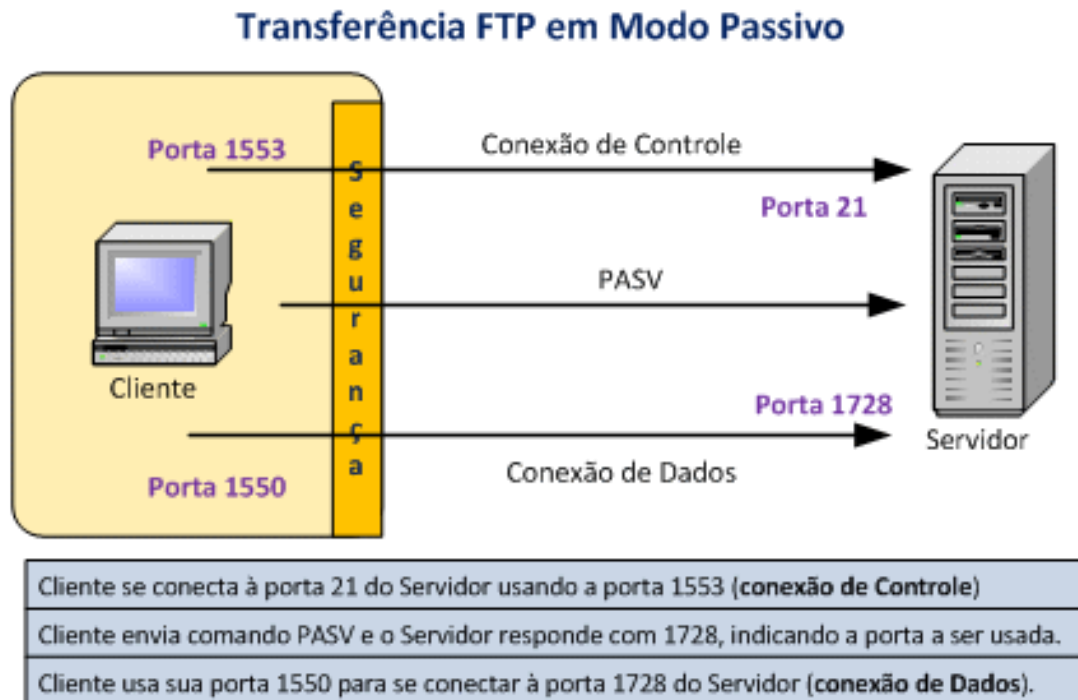 Transferência FTP em Modo Passivo
Porta 1553
Conexão de Controle
Porta 21
Segurança
PASV
Cliente
Porta 1728
Servidor
Conexão de Dados
Porta 1550
Cliente se conecta à porta 21 do Servidor usando a porta 1553 (conexão de Controle)
Cliente envia comando PASV e o Servidor responde com 1728, indicando a porta a ser usada.
Cliente usa sua porta 1550 para se conectar à porta 1728 do Servidor (conexão de Dados).